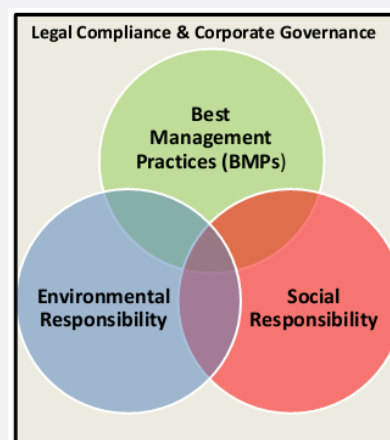 Legal Compliance & Corporate Governance
Best
Management
Practices (BMPs)
Environmental
Responsibility
Social
Responsibility